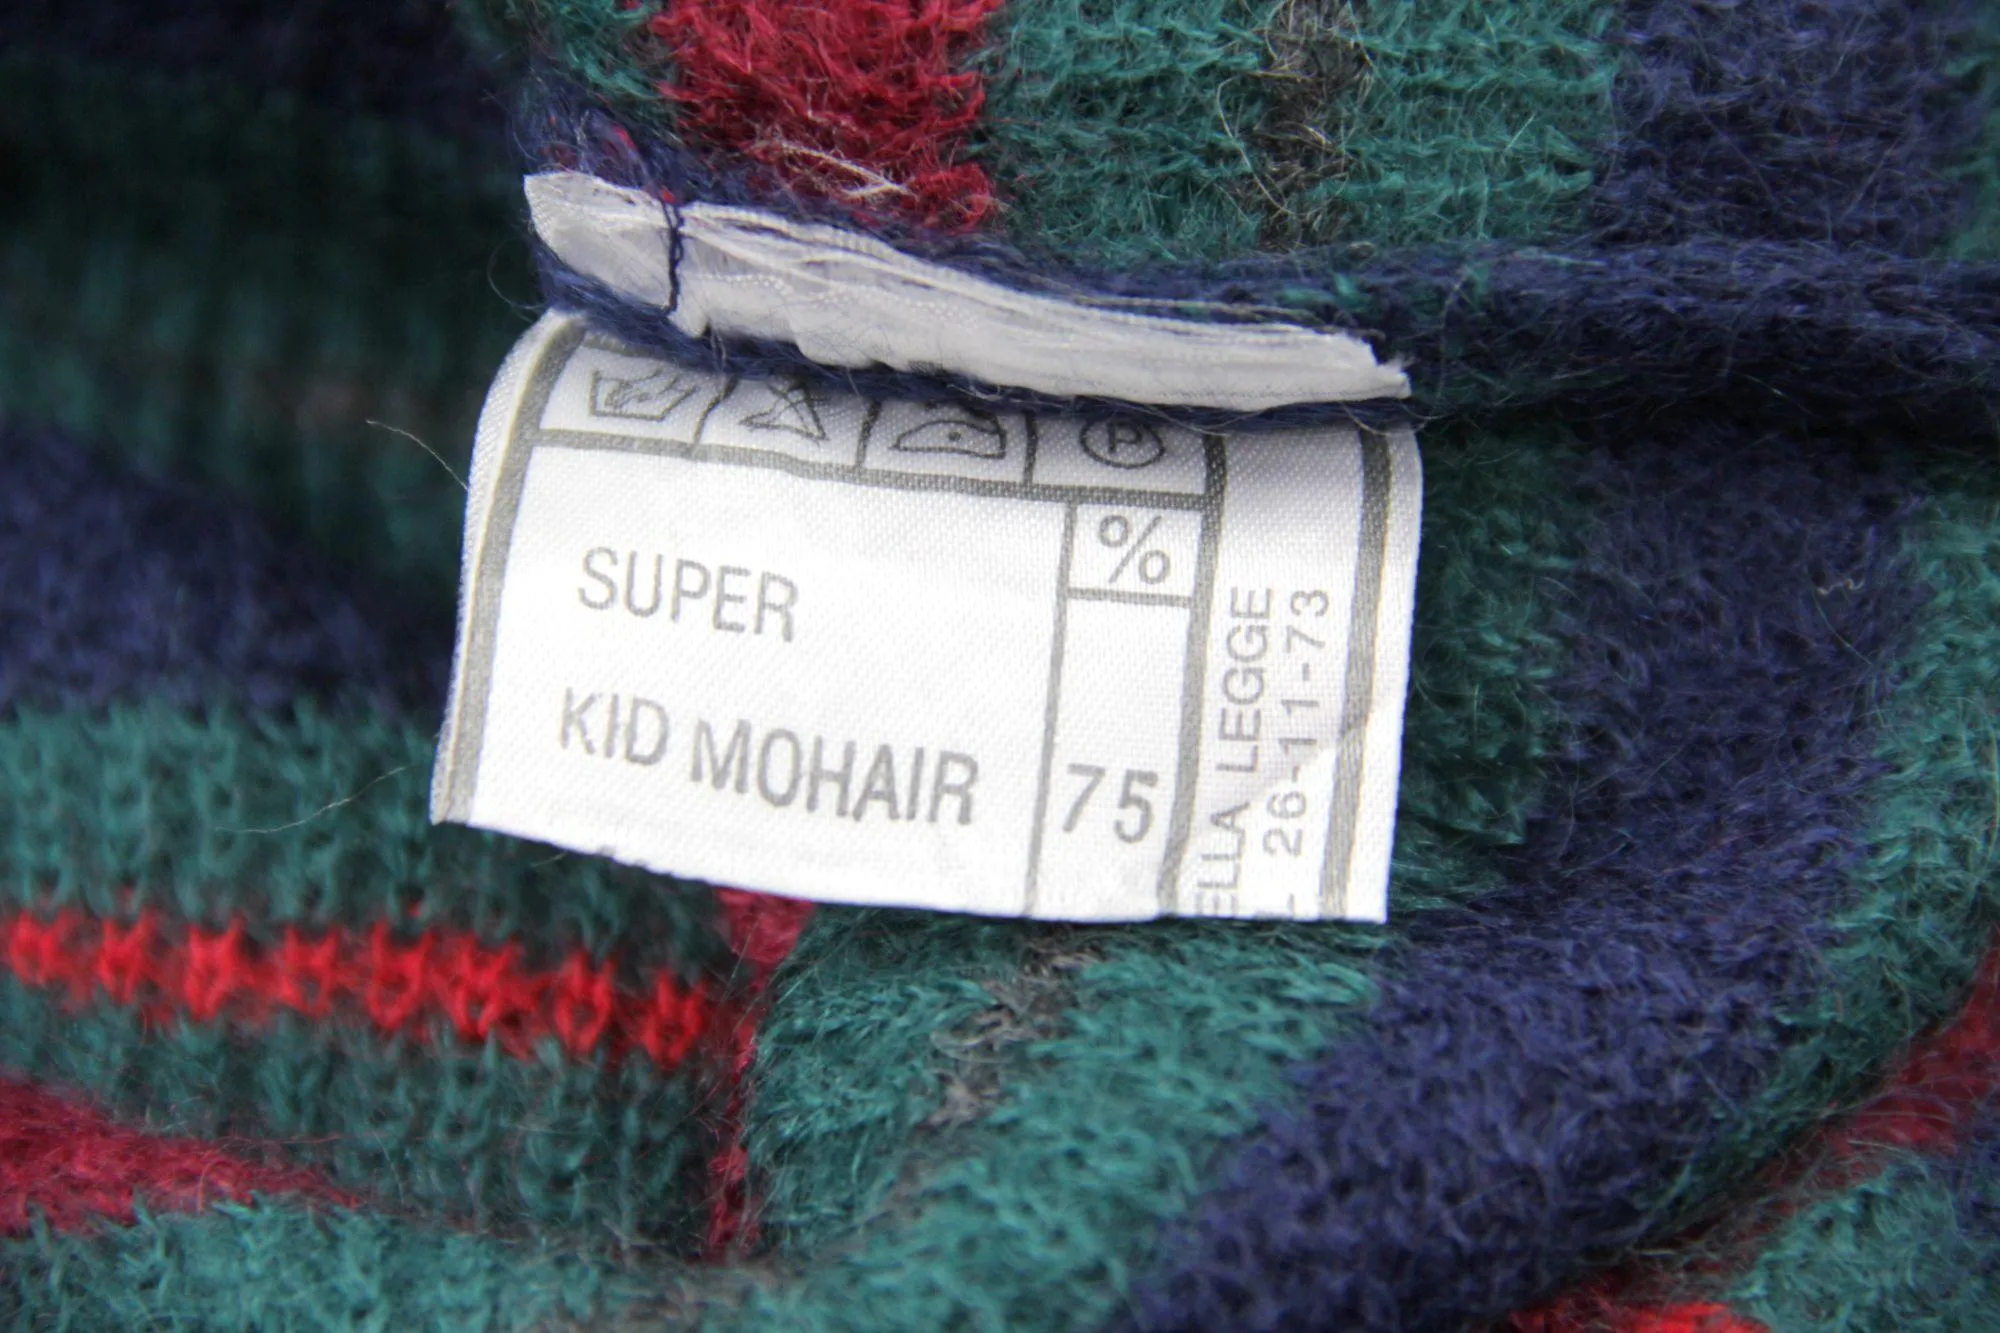 P
%
SUPER
KID MOHAIR 75
ELLA LEGGE
26-11-73